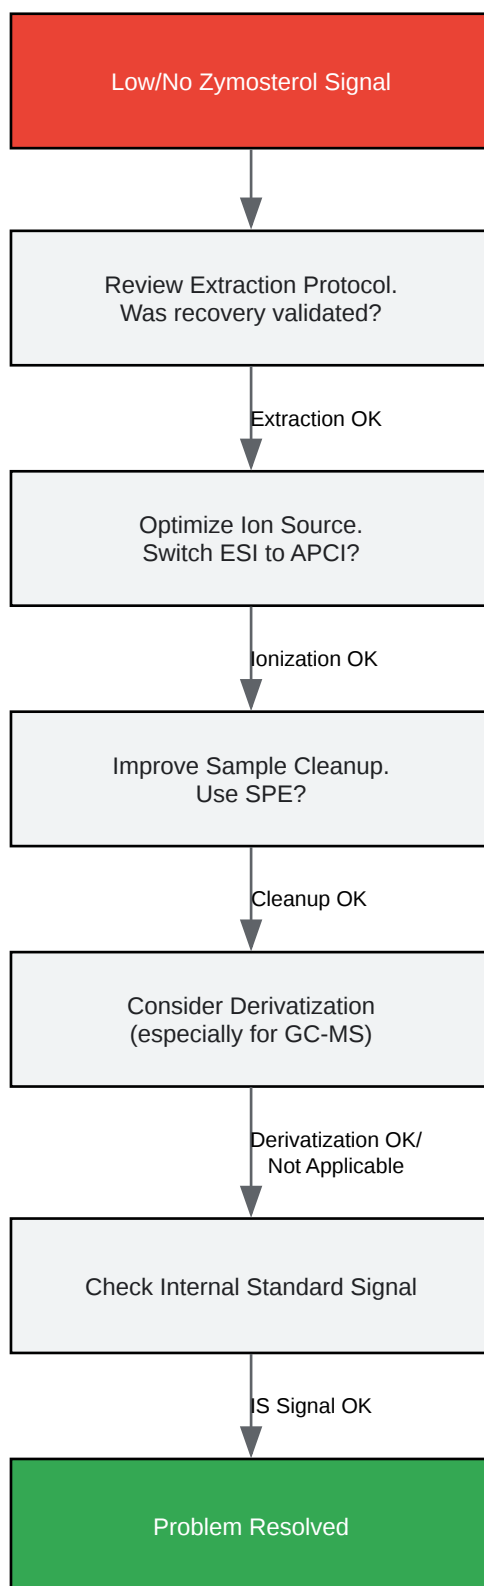 Low/No Zymosterol Signal
Review Extraction Protocol.
Was recovery validated?
Extraction OK
Optimize Ion Source.
Switch ESI to APCI?
Ionization OK
Improve Sample Cleanup.
Use SPE?
Cleanup OK
Consider Derivatization
(especially for GC-MS)
Derivatization OK/
Not Applicable
Check Internal Standard Signal
IS Signal OK
Problem Resolved